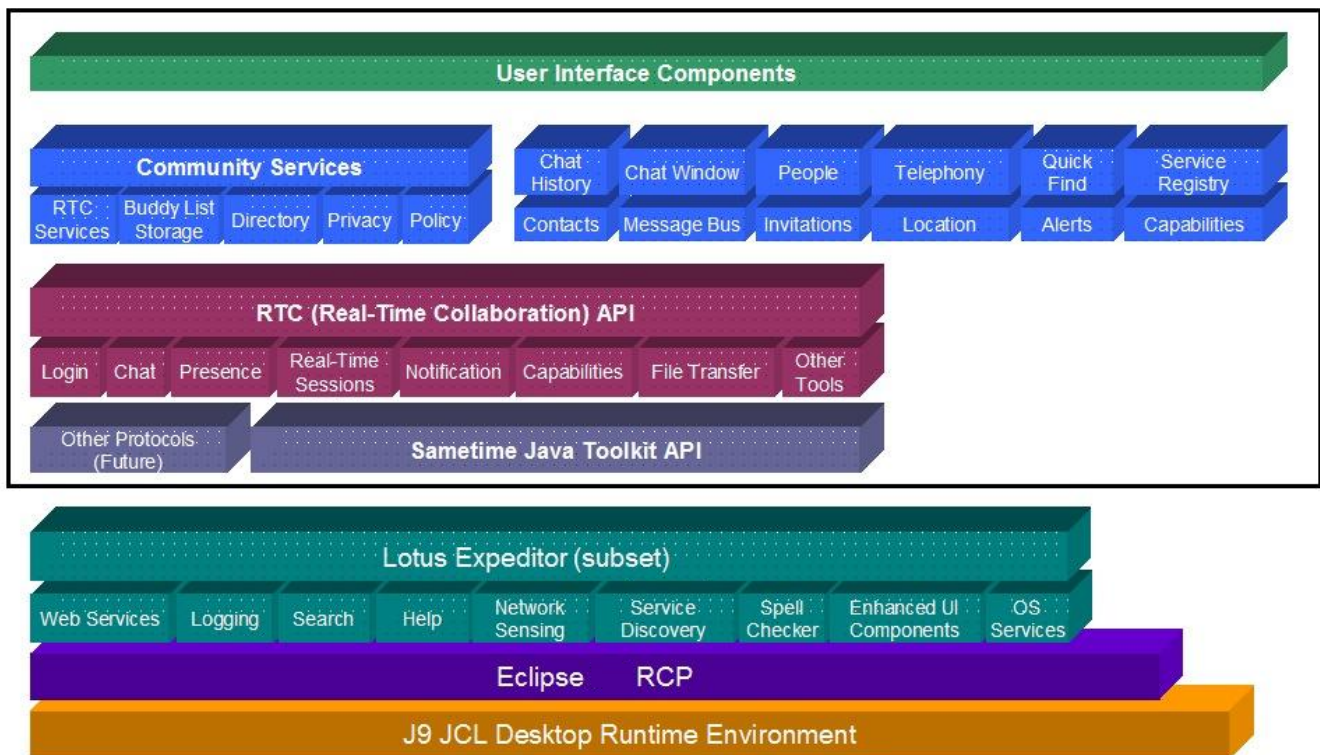 User Interface Components
Community Services
RTC
Services
Buddy List
Storage
Directory
Privacy
Policy
Chat
History
Chat Window
People
Telephony
Quick
Find
Service
Registry
Contacts
Message Bus
Invitations
Location
Alerts
Capabilities
RTC (Real-Time Collaboration) API
Login
Chat
Presence
Real-Time
Sessions
Notification
Capabilities
File Transfer
Other
Tools
Other Protocols
(Future)
Sametime Java Toolkit API
Lotus Expeditor (subset)
Web Services
Logging
Search
Help
Network
Sensing
Service
Discovery
Spell
Checker
Enhanced UI
Components
OS
Services
Eclipse RCP
J9 JCL Desktop Runtime Environment